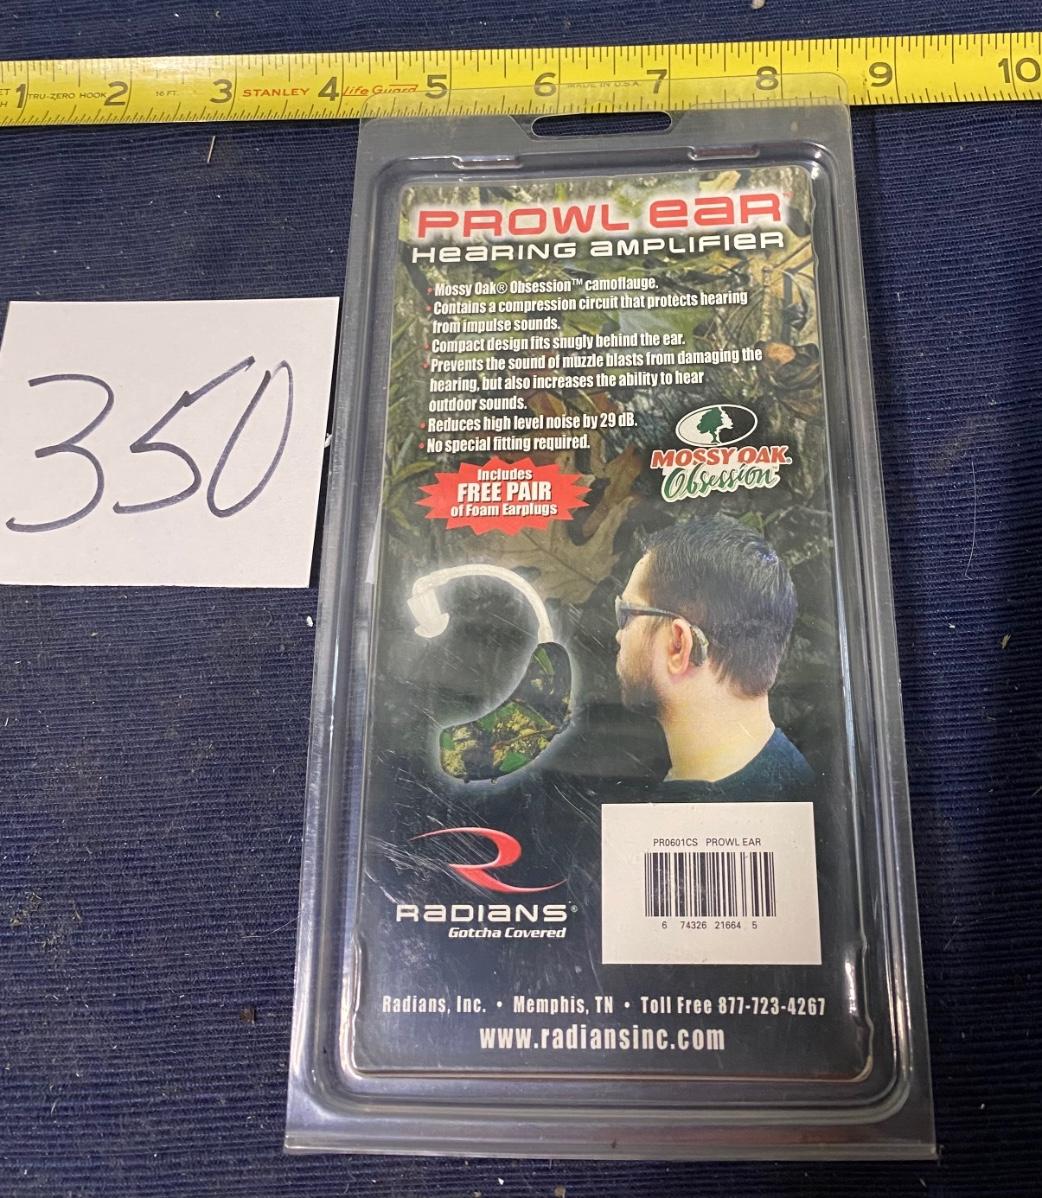 1 TRU-ZERO HOOK 2 16 FT. 3 STANLEY 4 life Guard 5 6 MADE IN U.S.A. 7 8 9 10
PROWL EAR™
HEARING AMPLIFIER
• Mossy Oak® Obsession™ camoflauge.
• Contains a compression circuit that protects hearing
from impulse sounds.
• Compact design fits snugly behind the ear.
• Prevents the sound of muzzle blasts from damaging the
hearing, but also increases the ability to hear
outdoor sounds.
• Reduces high level noise by 29 dB.
• No special fitting required.
350
MOSSY OAK®
Obsession™
Includes
FREE PAIR
of Foam Earplugs
PR0601CS PROWL EAR
6 74326 21664 5
RADIANS®
Gotcha Covered
Radians, Inc. • Memphis, TN • Toll Free 877-723-4267
www.radiansinc.com